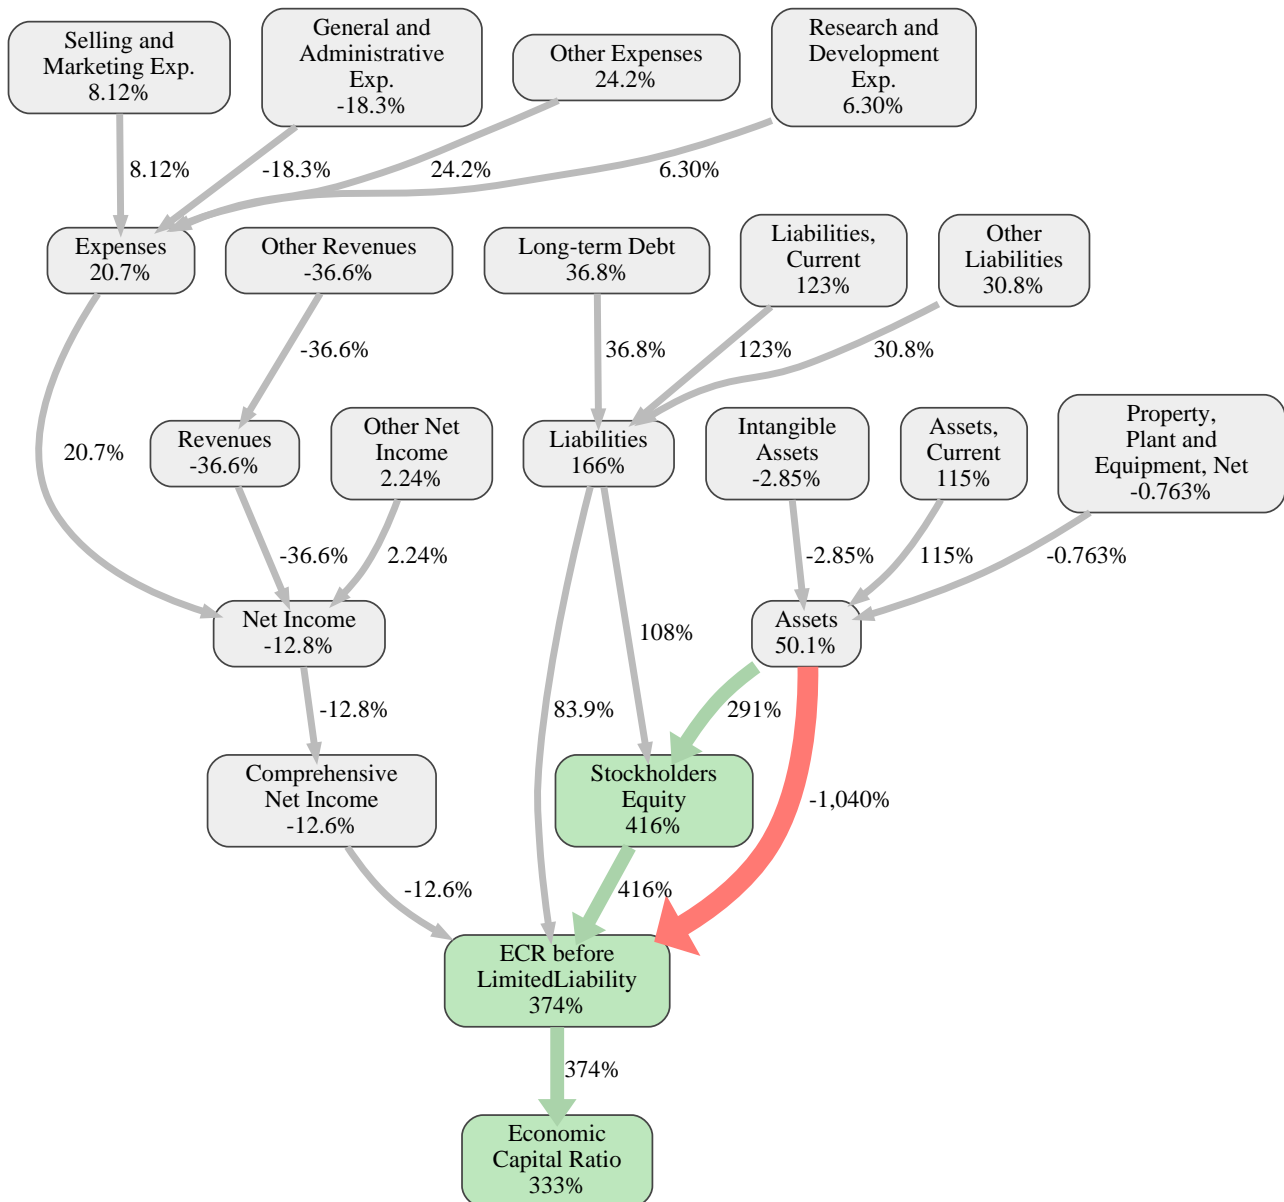 Selling and
Marketing Exp.
8.12%
General and
Administrative
Exp.
-18.3%
Other Expenses
24.2%
Research and
Development
Exp.
6.30%
8.12%
-18.3%
24.2%
6.30%
Expenses
20.7%
Other Revenues
-36.6%
Long-term Debt
36.8%
Liabilities,
Current
123%
Other
Liabilities
30.8%
-36.6%
36.8%
123%
30.8%
20.7%
Revenues
-36.6%
Other Net
Income
2.24%
Liabilities
166%
Intangible
Assets
-2.85%
Assets,
Current
115%
Property,
Plant and
Equipment, Net
-0.763%
-36.6%
2.24%
-2.85%
115%
-0.763%
Net Income
-12.8%
108%
Assets
50.1%
-12.8%
83.9%
291%
Comprehensive
Net Income
-12.6%
Stockholders
Equity
416%
-1,040%
-12.6%
416%
ECR before
LimitedLiability
374%
374%
Economic
Capital Ratio
333%